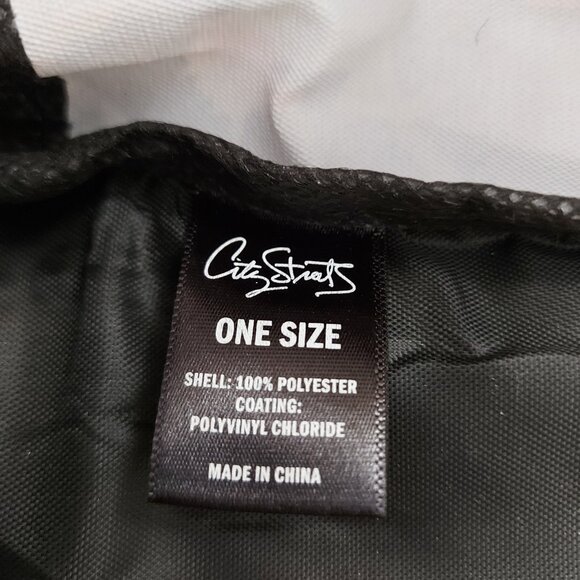 City Streets
ONE SIZE
SHELL: 100% POLYESTER
COATING:
POLYVINYL CHLORIDE
MADE IN CHINA